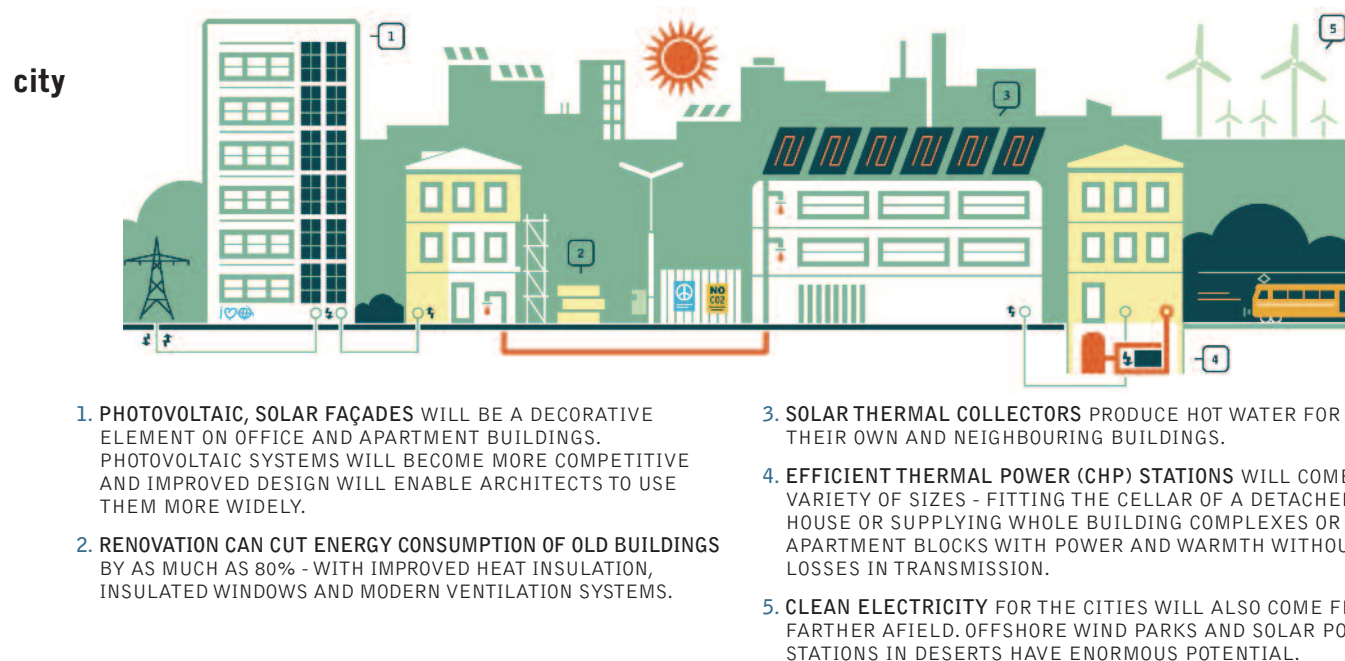 city
1
5
3
2
NO
CO2
4
1. PHOTOVOLTAIC, SOLAR FAÇADES WILL BE A DECORATIVE
ELEMENT ON OFFICE AND APARTMENT BUILDINGS.
PHOTOVOLTAIC SYSTEMS WILL BECOME MORE COMPETITIVE
AND IMPROVED DESIGN WILL ENABLE ARCHITECTS TO USE
THEM MORE WIDELY.
2. RENOVATION CAN CUT ENERGY CONSUMPTION OF OLD BUILDINGS
BY AS MUCH AS 80% - WITH IMPROVED HEAT INSULATION,
INSULATED WINDOWS AND MODERN VENTILATION SYSTEMS.
3. SOLAR THERMAL COLLECTORS PRODUCE HOT WATER FOR
THEIR OWN AND NEIGHBOURING BUILDINGS.
4. EFFICIENT THERMAL POWER (CHP) STATIONS WILL COME
VARIETY OF SIZES - FITTING THE CELLAR OF A
HOUSE OR SUPPLYING WHOLE BUILDING COMPLEXES OR
APARTMENT BLOCKS WITH POWER AND WARMTH
LOSSES IN TRANSMISSION.
5. CLEAN ELECTRICITY FOR THE CITIES WILL ALSO COME
FARTHER AFIELD. OFFSHORE WIND PARKS AND SOLAR
STATIONS IN DESERTS HAVE ENORMOUS POTENTIAL.